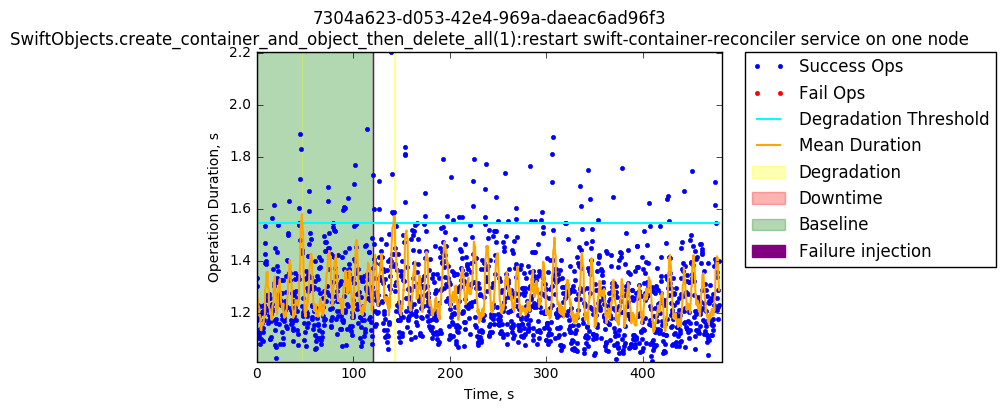 7304a623-d053-42e4-969a-daeac6ad96f3
SwiftObjects.create_container_and_object_then_delete_all(1):restart swift-container-reconciler service on one node
2.2
2.0
1.8
1.6
1.4
1.2
Operation Duration, s
0
100
200
300
400
Time, s
Success Ops
Fail Ops
Degradation Threshold
Mean Duration
Degradation
Downtime
Baseline
Failure injection